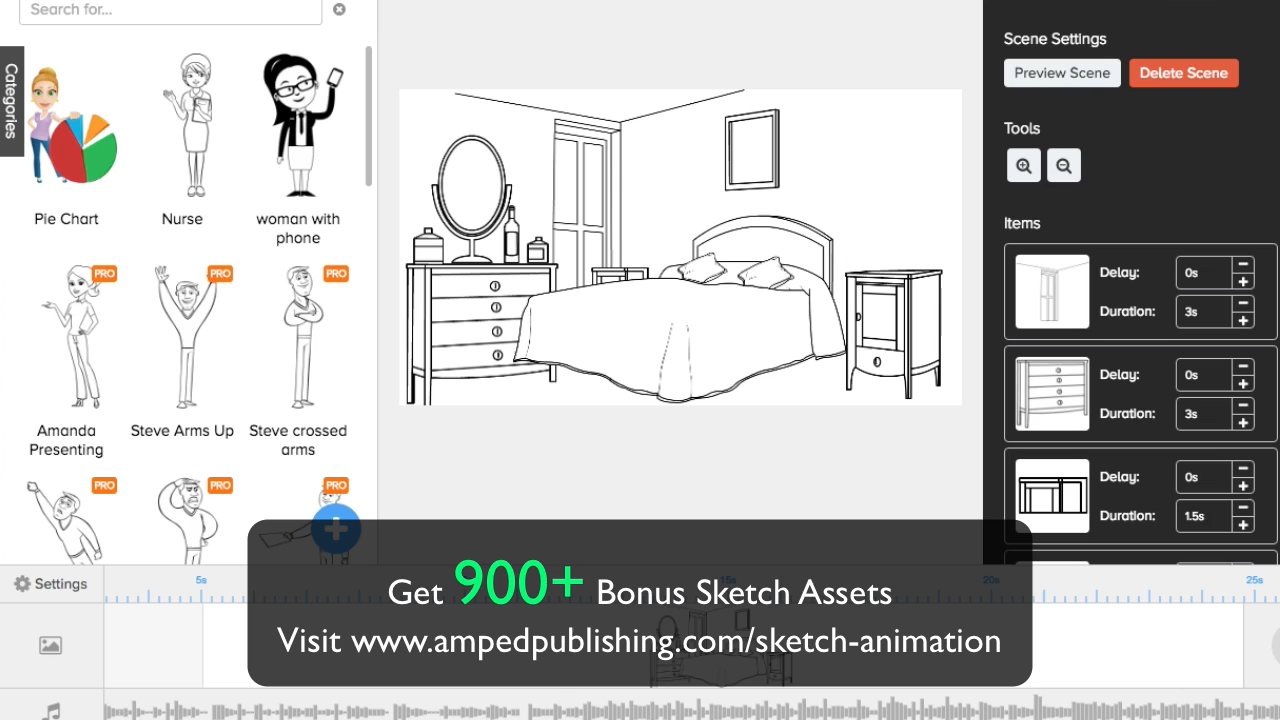 Search for...
Categories
Pie Chart
Nurse
woman with
phone
PRO
PRO
PRO
Amanda
Presenting
Steve Arms Up
Steve crossed
arms
PRO
PRO
PRO
Scene Settings
Preview Scene
Delete Scene
Tools
Items
Delay:
0s
Duration:
3s
Delay:
0s
Duration:
3s
Delay:
0s
Duration:
1.5s
Settings
5s
15s
20s
25s
Get 900+ Bonus Sketch Assets
Visit www.ampedpublishing.com/sketch-animation